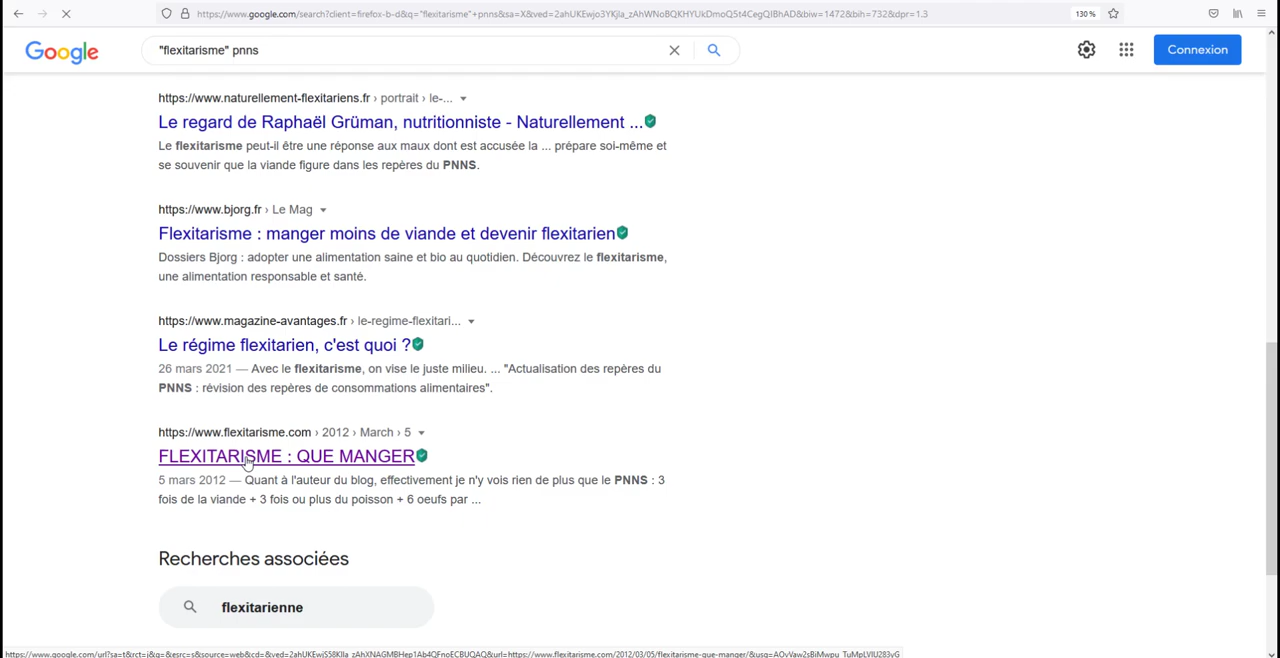 https://www.google.com/search?client=firefox-b-d&q="flexitarisme"+pnns&sa=X&ved=2ahUKEwjo3YKjla_zAhWNoBQKHYUkDmoQ5t4CegQIBhAD&biw=1472&bih=732&dpr=1.3
130 %
Google
"flexitarisme" pnns
Connexion
https://www.naturellement-flexitariens.fr › portrait › le-...
Le regard de Raphaël Grüman, nutritionniste - Naturellement ...
Le flexitarisme peut-il être une réponse aux maux dont est accusée la ... prépare soi-même et
se souvenir que la viande figure dans les repères du PNNS.
https://www.bjorg.fr › Le Mag
Flexitarisme : manger moins de viande et devenir flexitarien
Dossiers Bjorg : adopter une alimentation saine et bio au quotidien. Découvrez le flexitarisme,
une alimentation responsable et santé.
https://www.magazine-avantages.fr › le-regime-flexitari...
Le régime flexitarien, c'est quoi ?
26 mars 2021 — Avec le flexitarisme, on vise le juste milieu. ... "Actualisation des repères du
PNNS : révision des repères de consommations alimentaires".
https://www.flexitarisme.com › 2012 › March › 5
FLEXITARISME : QUE MANGER
5 mars 2012 — Quant à l'auteur du blog, effectivement je n'y vois rien de plus que le PNNS : 3
fois de la viande + 3 fois ou plus du poisson + 6 oeufs par ...
Recherches associées
flexitarienne